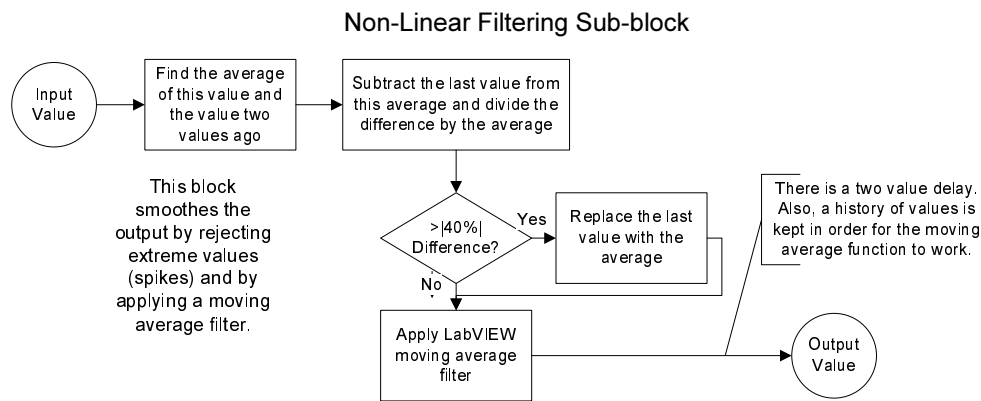 Non-Linear Filtering Sub-block
Input
Value
Find the average
of this value and
the value two
values ago
Subtract the last value from
this average and divide the
difference by the average
This block
smoothes the
output by rejecting
extreme values
(spikes) and by
applying a moving
average filter.
>|40%|
Difference?
Yes
No
Replace the last
value with the
average
There is a two value delay.
Also, a history of values is
kept in order for the moving
average function to work.
Apply LabVIEW
moving average
filter
Output
Value